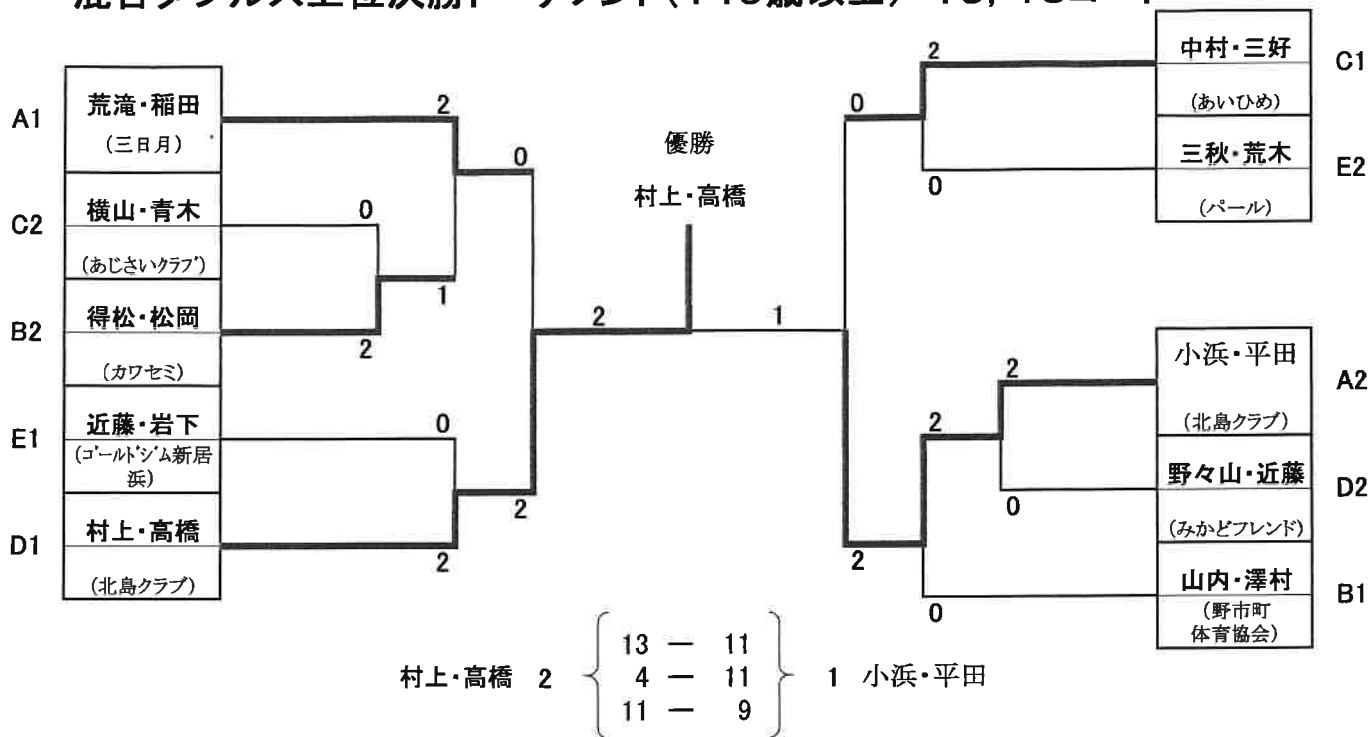 A1
荒滝・稲田
(三日月)
C2
横山・青木
(あじさいクラブ)
B2
得松・松岡
(カワセミ)
E1
近藤・岩下
(ゴールドジム新居
浜)
D1
村上・高橋
(北島クラブ)
2
0
0
1
2
0
2
2
優勝
村上・高橋
2
1
2
0
0
2
2
0
2
0
中村・三好
(あいひめ)
C1
三秋・荒木
(パール)
E2
小浜・平田
(北島クラブ)
A2
野々山・近藤
(みかどフレンド)
D2
山内・澤村
(野市町
体育協会)
B1
村上・高橋 2
13 ー 11
4 ー 11
11 ー 9
1 小浜・平田